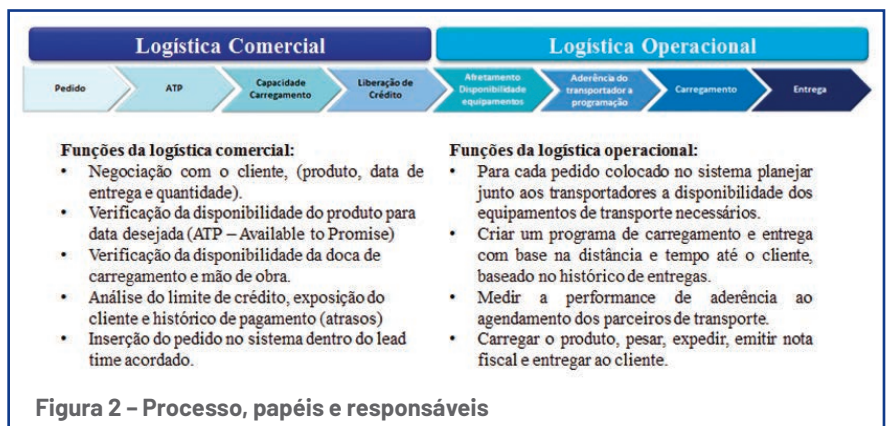 Logística Comercial
Logística Operacional
Pedido
ATP
Capacidade
Carregamento
Liberação de
Crédito
Afretamento
Disponibilidade
equipamentos
Aderência do
transportador a
programação
Carregamento
Entrega
Funções da logística comercial:
• Negociação com o cliente, (produto, data de
entrega e quantidade).
• Verificação da disponibilidade do produto para
data desejada (ATP – Available to Promise)
• Verificação da disponibilidade da doca de
carregamento e mão de obra.
• Análise do limite de crédito, exposição do
cliente e histórico de pagamento (atrasos)
• Inserção do pedido no sistema dentro do lead
time acordado.
Funções da logística operacional:
• Para cada pedido colocado no sistema planejar
junto aos transportadores a disponibilidade dos
equipamentos de transporte necessários.
• Criar um programa de carregamento e entrega
com base na distância e tempo até o cliente,
baseado no histórico de entregas.
• Medir a performance de aderência ao
agendamento dos parceiros de transporte.
• Carregar o produto, pesar, expedir, emitir nota
fiscal e entregar ao cliente.
Figura 2 – Processo, papéis e responsáveis